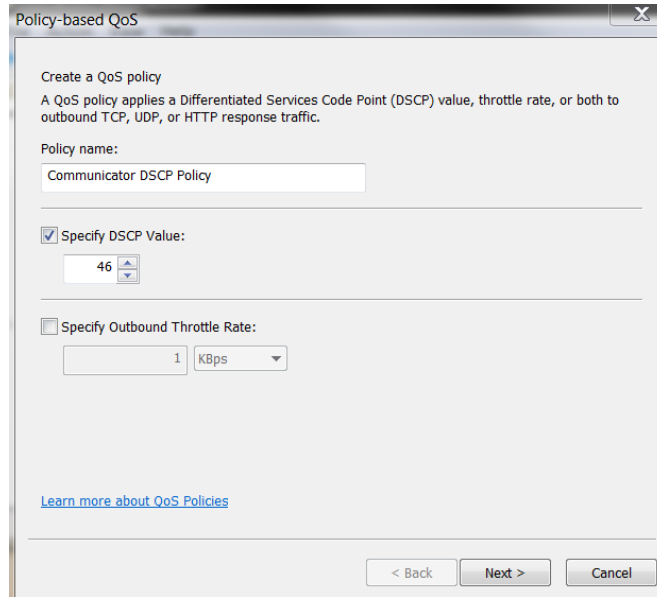 Policy-based QoS
X
Create a QoS policy
A QoS policy applies a Differentiated Services Code Point (DSCP) value, throttle rate, or both to
outbound TCP, UDP, or HTTP response traffic.
Policy name:
Communicator DSCP Policy
Specify DSCP Value:
46
Specify Outbound Throttle Rate:
1 KBps
Learn more about QoS Policies
< Back Next > Cancel